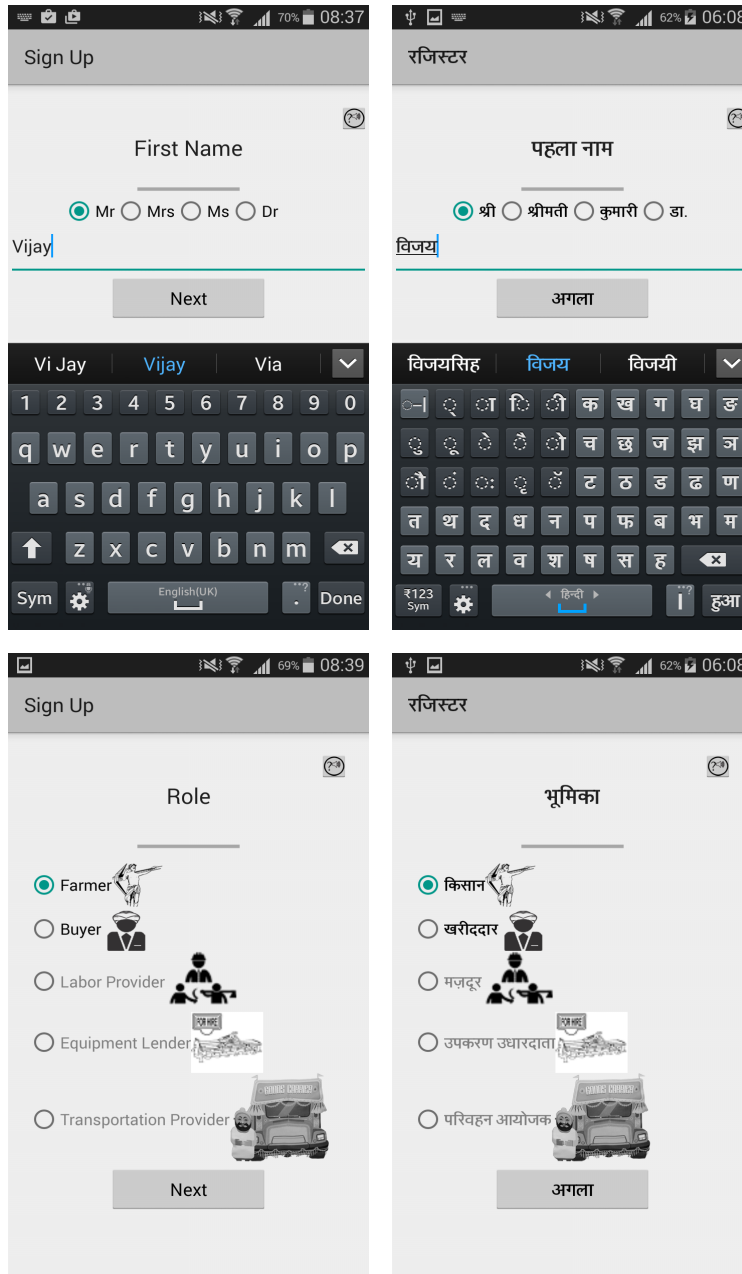 70% 08:37
Sign Up
First Name
Mr Mrs Ms Dr
Vijay
Next
Vi Jay Vijay Via
1 2 3 4 5 6 7 8 9 0
q w e r t y u i o p
a s d f g h j k l
z x c v b n m
Sym English(UK) . Done
62% 06:08
रजिस्टर
पहला नाम
श्री श्रीमती कुमारी डा.
विजय
अगला
विजयसिह विजय विजयी
् ा ि ी क ख ग घ ङ
ु ू े ै ो च छ ज झ ञ
ौ ं ः ृ ॅ ट ठ ड ढ ण
त थ द ध न प फ ब भ म
य र ल व श ष स ह
₹123 Sym हिन्दी । हुआ
69% 08:39
Sign Up
Role
Farmer
Buyer
Labor Provider
Equipment Lender
FOR HIRE
Transportation Provider
Next
62% 06:08
रजिस्टर
भूमिका
किसान
खरीददार
मज़दूर
उपकरण उधारदाता
FOR HIRE
परिवहन आयोजक
अगला